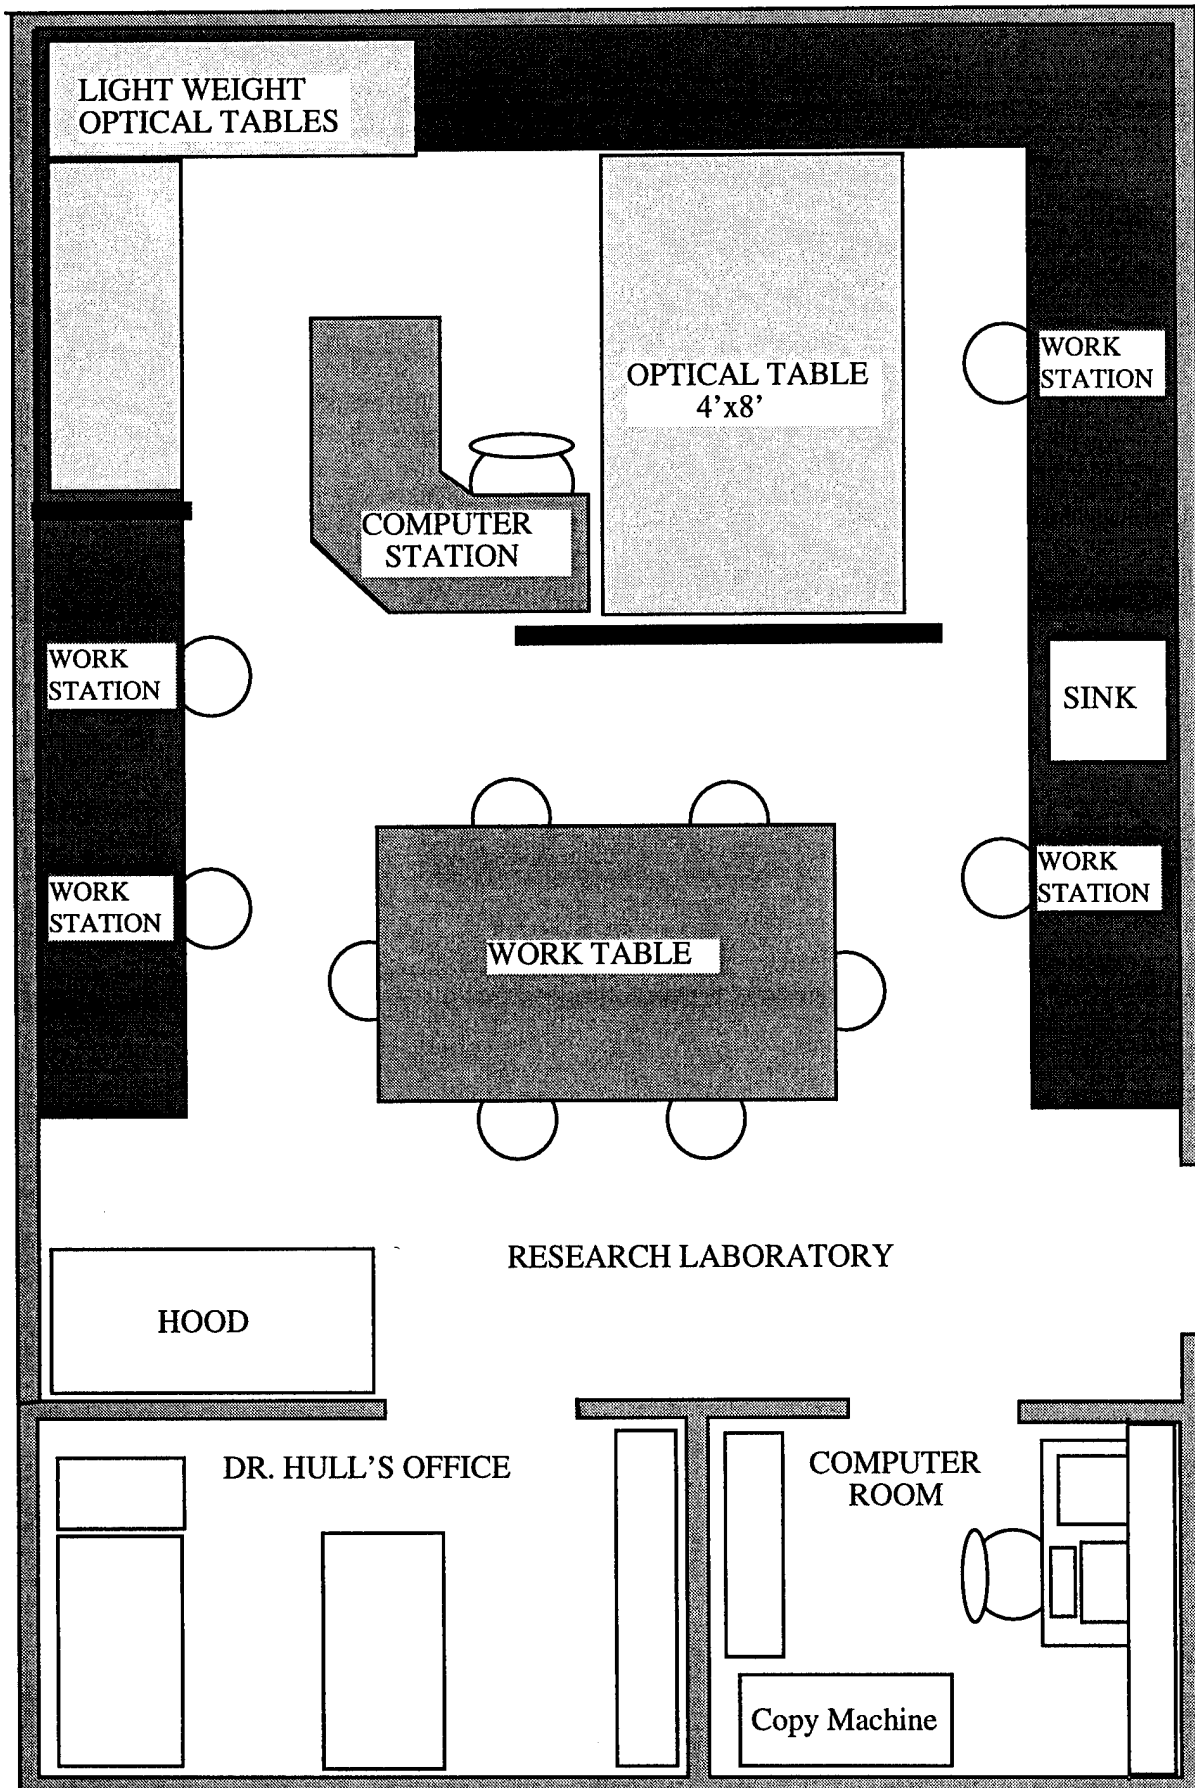 LIGHT WEIGHT
OPTICAL TABLES
WORK
STATION
OPTICAL TABLE
4'x8'
COMPUTER
STATION
WORK
STATION
SINK
WORK
STATION
WORK
STATION
WORK TABLE
RESEARCH LABORATORY
HOOD
DR. HULL'S OFFICE
COMPUTER
ROOM
Copy Machine